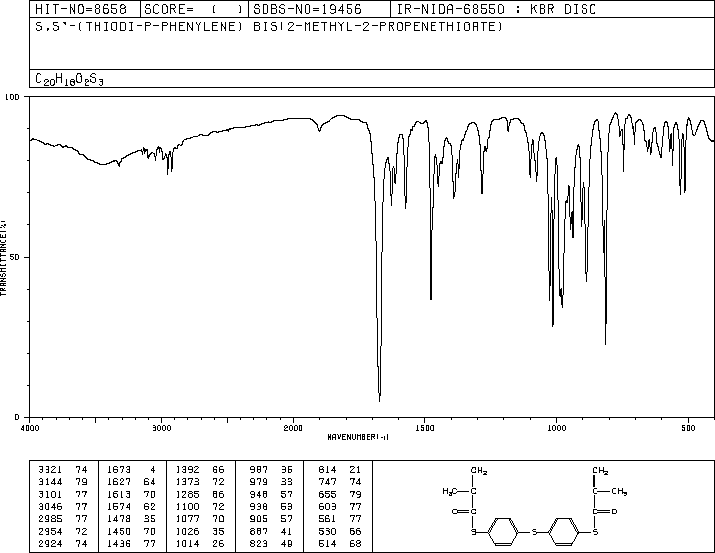 HIT-NO=8658 SCORE= ( ) SDBS-NO=19456 IR-NIDA-68550 : KBR DISC
S,S'-(THIODI-P-PHENYLENE) BIS(2-METHYL-2-PROPENETHIOATE)
C20H18O2S3
100
50
0
TRANSMITTANCE(%)
4000 3000 2000 1500 1000 500
WAVENUMBER(-1)
3321 74 1673 4 1392 66 987 36 814 21
3144 79 1627 64 1373 72 979 33 747 74
3101 77 1613 70 1285 86 948 57 655 79
3046 77 1574 62 1100 72 938 53 603 77
2985 77 1478 35 1077 70 905 57 561 77
2954 72 1450 70 1026 35 887 41 530 66
2924 74 1436 77 1014 26 823 49 514 68
CH2 CH2
H3C C C CH3
O C C O
S S S